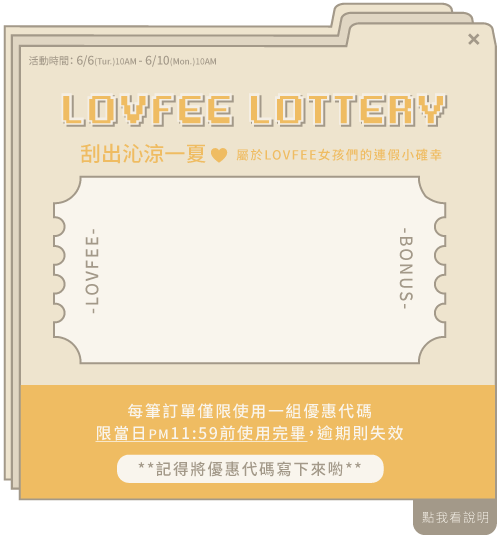 活動時間: 6/6(Tur.)10AM - 6/10(Mon.)10AM
LOVFEE LOTTERY
刮出沁涼一夏♥ 屬於LOVFEE女孩們的連假小確幸
-LOVFEE-
-BONUS-
每筆訂單僅限使用一組優惠代碼
限當日PM11:59前使用完畢,逾期則失效
**記得將優惠代碼寫下來喲**
點我看說明